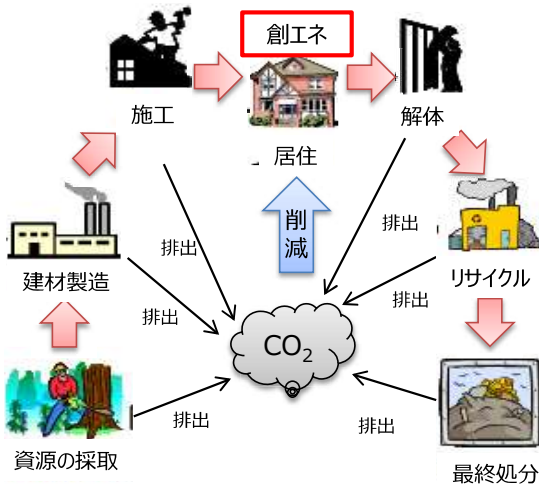 創エネ
施工
居住
解体
排出
削減
排出
建材製造
リサイクル
排出
排出
CO₂
資源の採取
排出
排出
最終処分